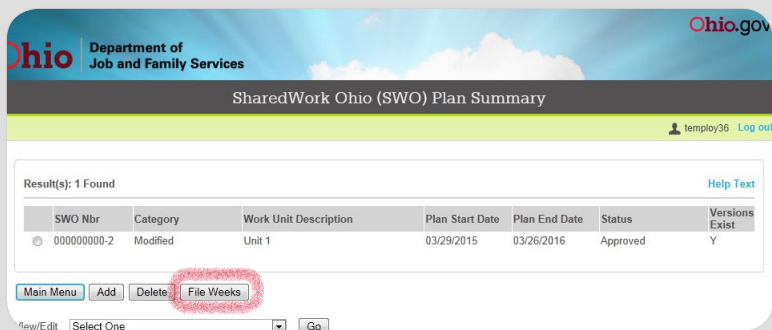 Ohio.gov
Ohio Department of
Job and Family Services
SharedWork Ohio (SWO) Plan Summary
temploy36 Log out
Result(s): 1 Found Help Text
SWO Nbr Category Work Unit Description Plan Start Date Plan End Date Status Versions Exist
000000000-2 Modified Unit 1 03/29/2015 03/26/2016 Approved Y
Main Menu Add Delete File Weeks
View/Edit Select One Go